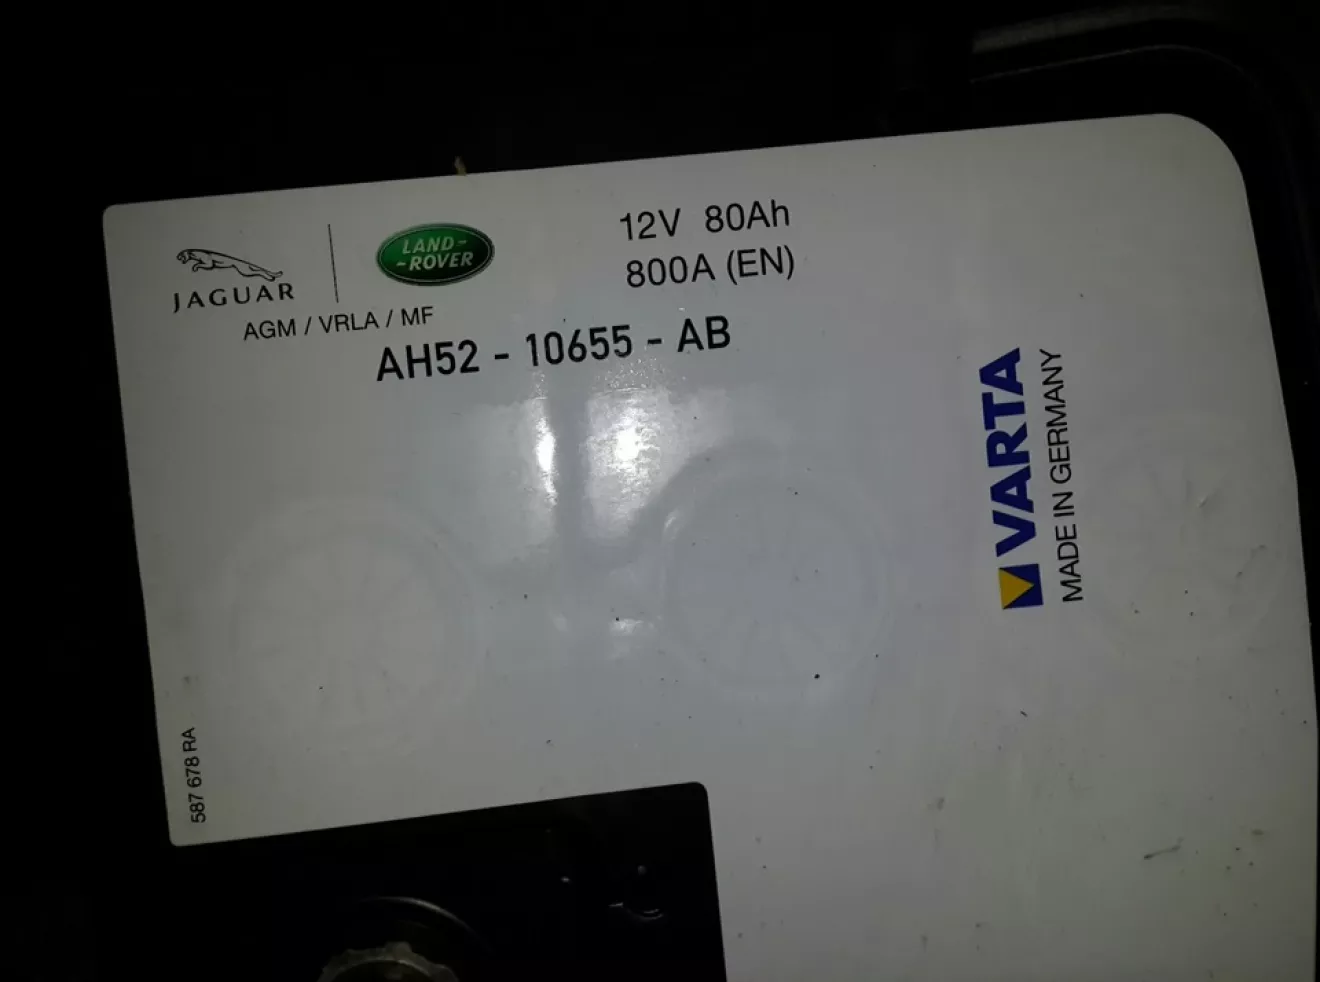 JAGUAR
LAND-
-ROVER
12V 80Ah
800A (EN)
AGM / VRLA / MF
AH52 - 10655 - AB
VARTA
MADE IN GERMANY
587 678 RA